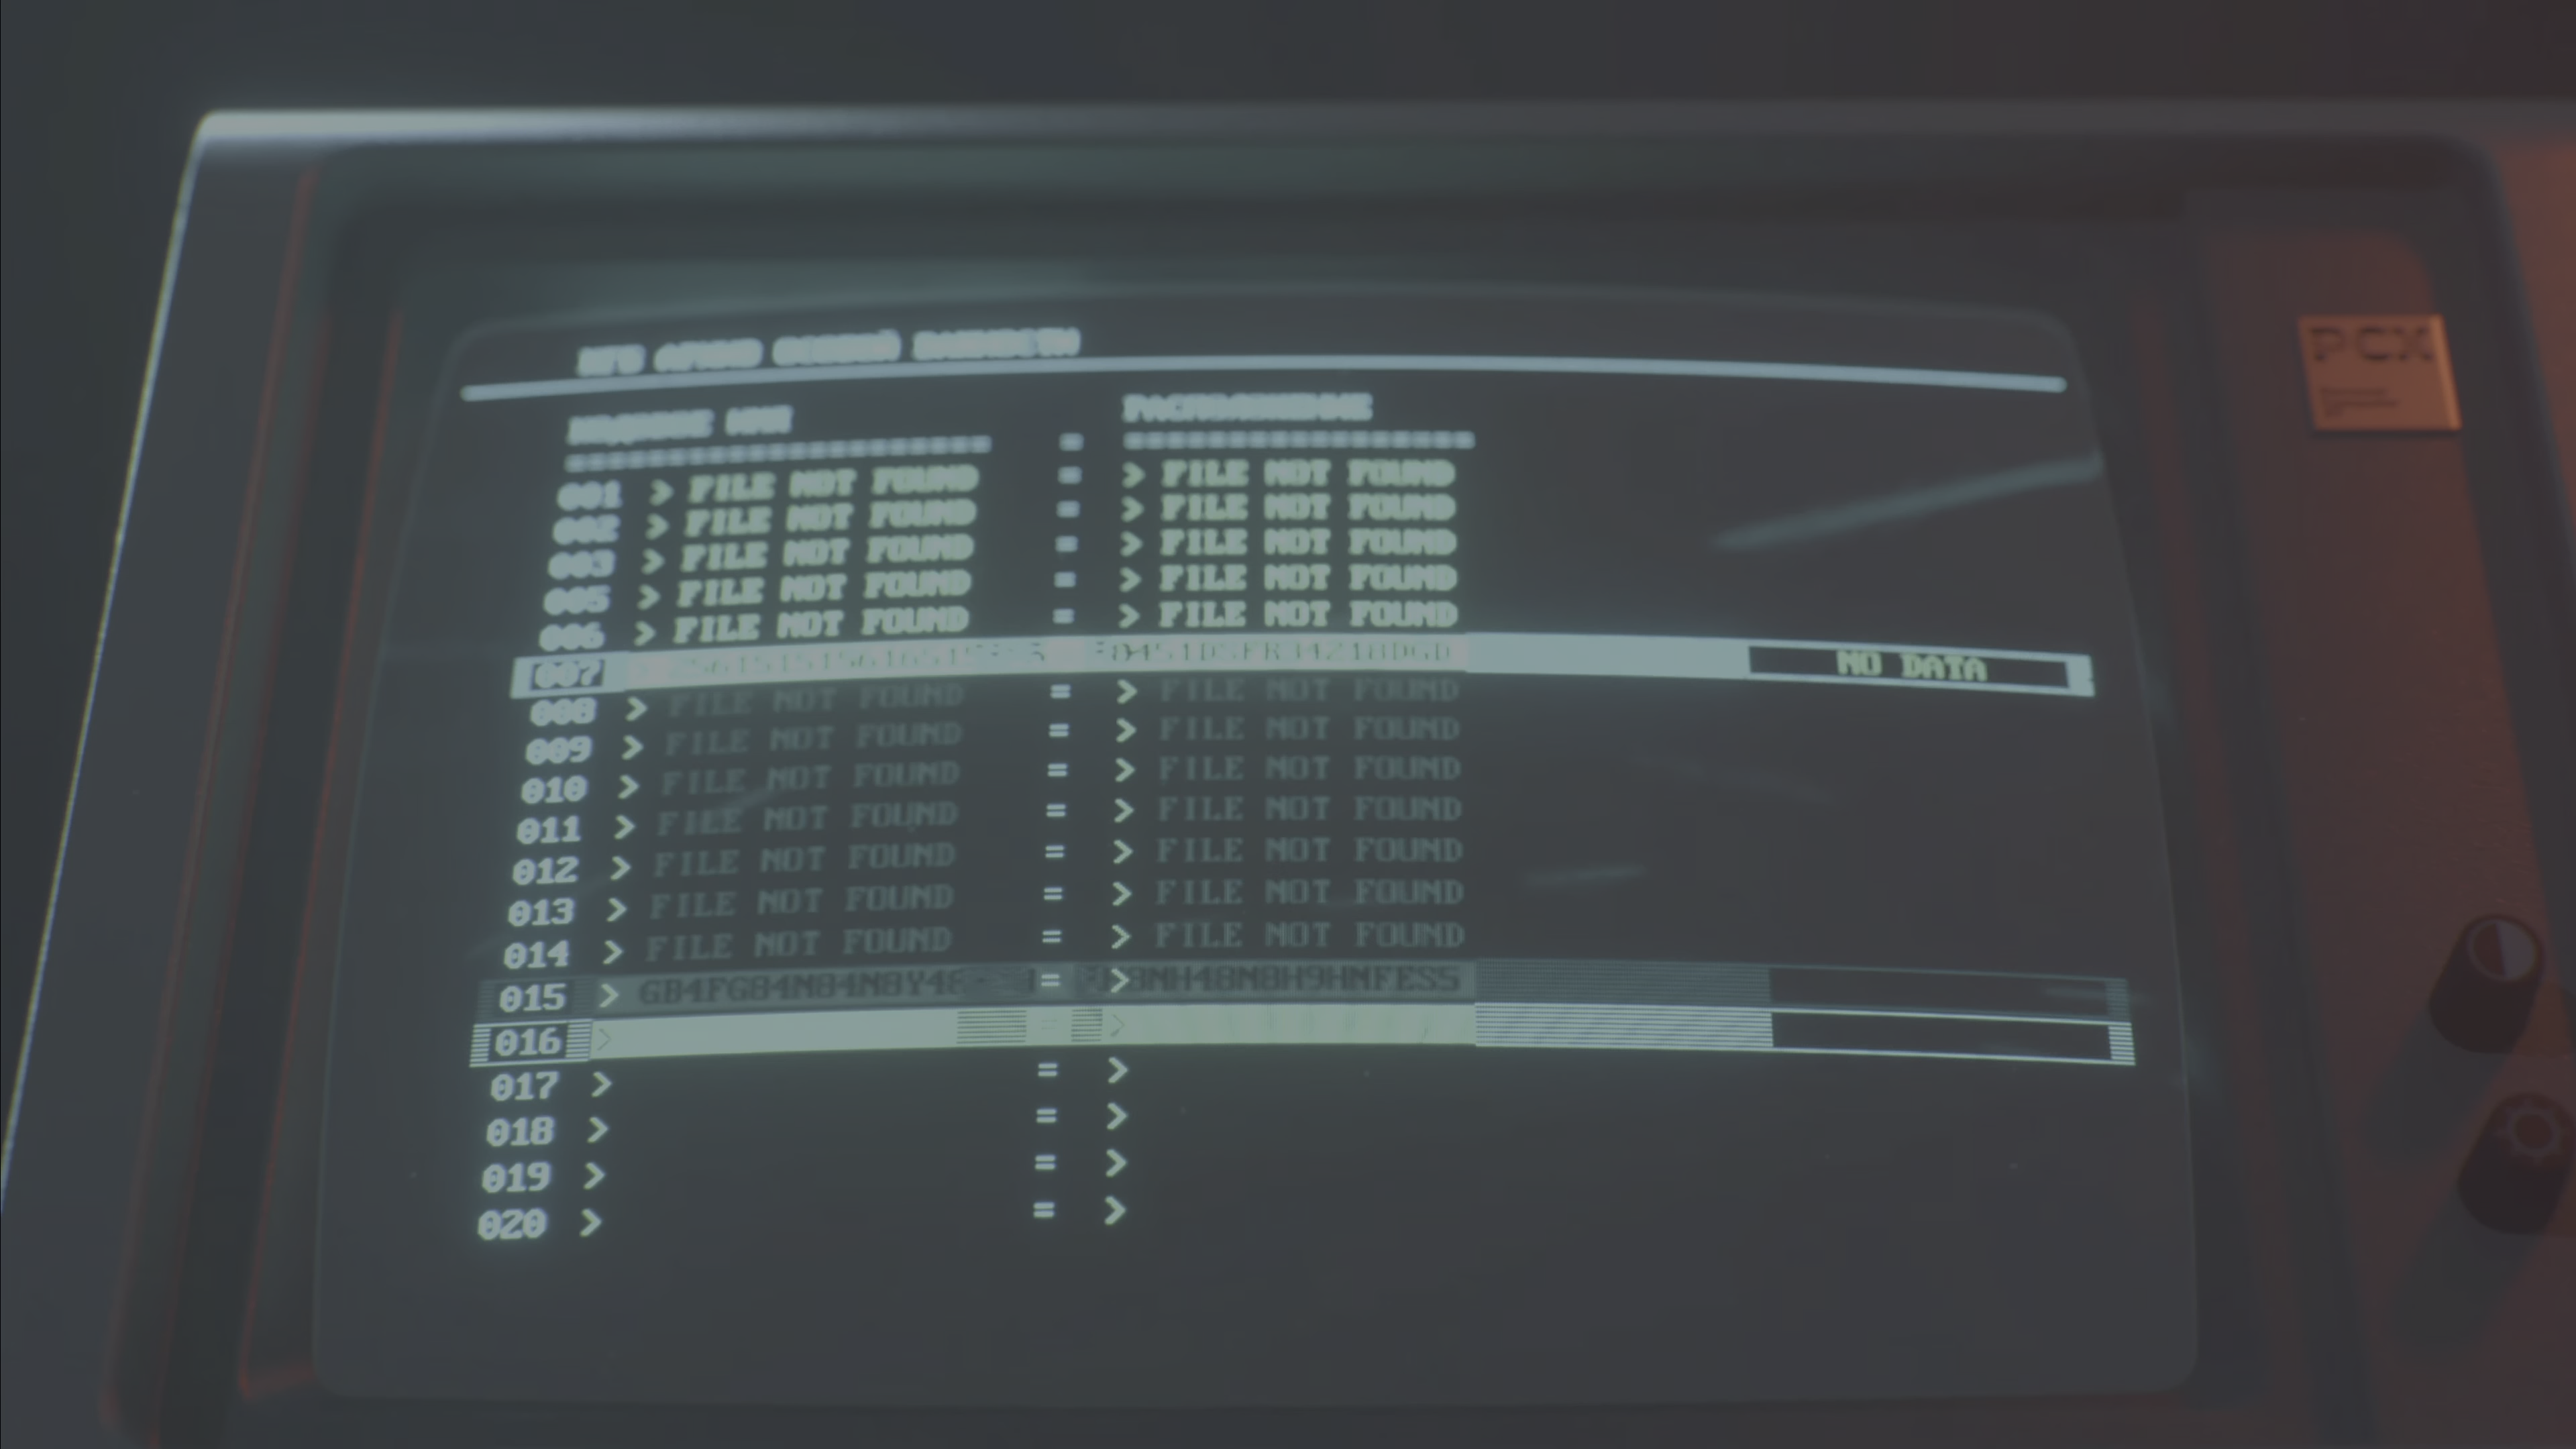 PCX
001 > FILE NOT FOUND = > FILE NOT FOUND
002 > FILE NOT FOUND = > FILE NOT FOUND
003 > FILE NOT FOUND = > FILE NOT FOUND
005 > FILE NOT FOUND = > FILE NOT FOUND
006 > FILE NOT FOUND = > FILE NOT FOUND
007 NO DATA
008 > FILE NOT FOUND = > FILE NOT FOUND
009 > FILE NOT FOUND = > FILE NOT FOUND
010 > FILE NOT FOUND = > FILE NOT FOUND
011 > FILE NOT FOUND = > FILE NOT FOUND
012 > FILE NOT FOUND = > FILE NOT FOUND
013 > FILE NOT FOUND = > FILE NOT FOUND
014 > FILE NOT FOUND = > FILE NOT FOUND
015 > = >
016 > = >
017 > = >
018 > = >
019 > = >
020 > = >